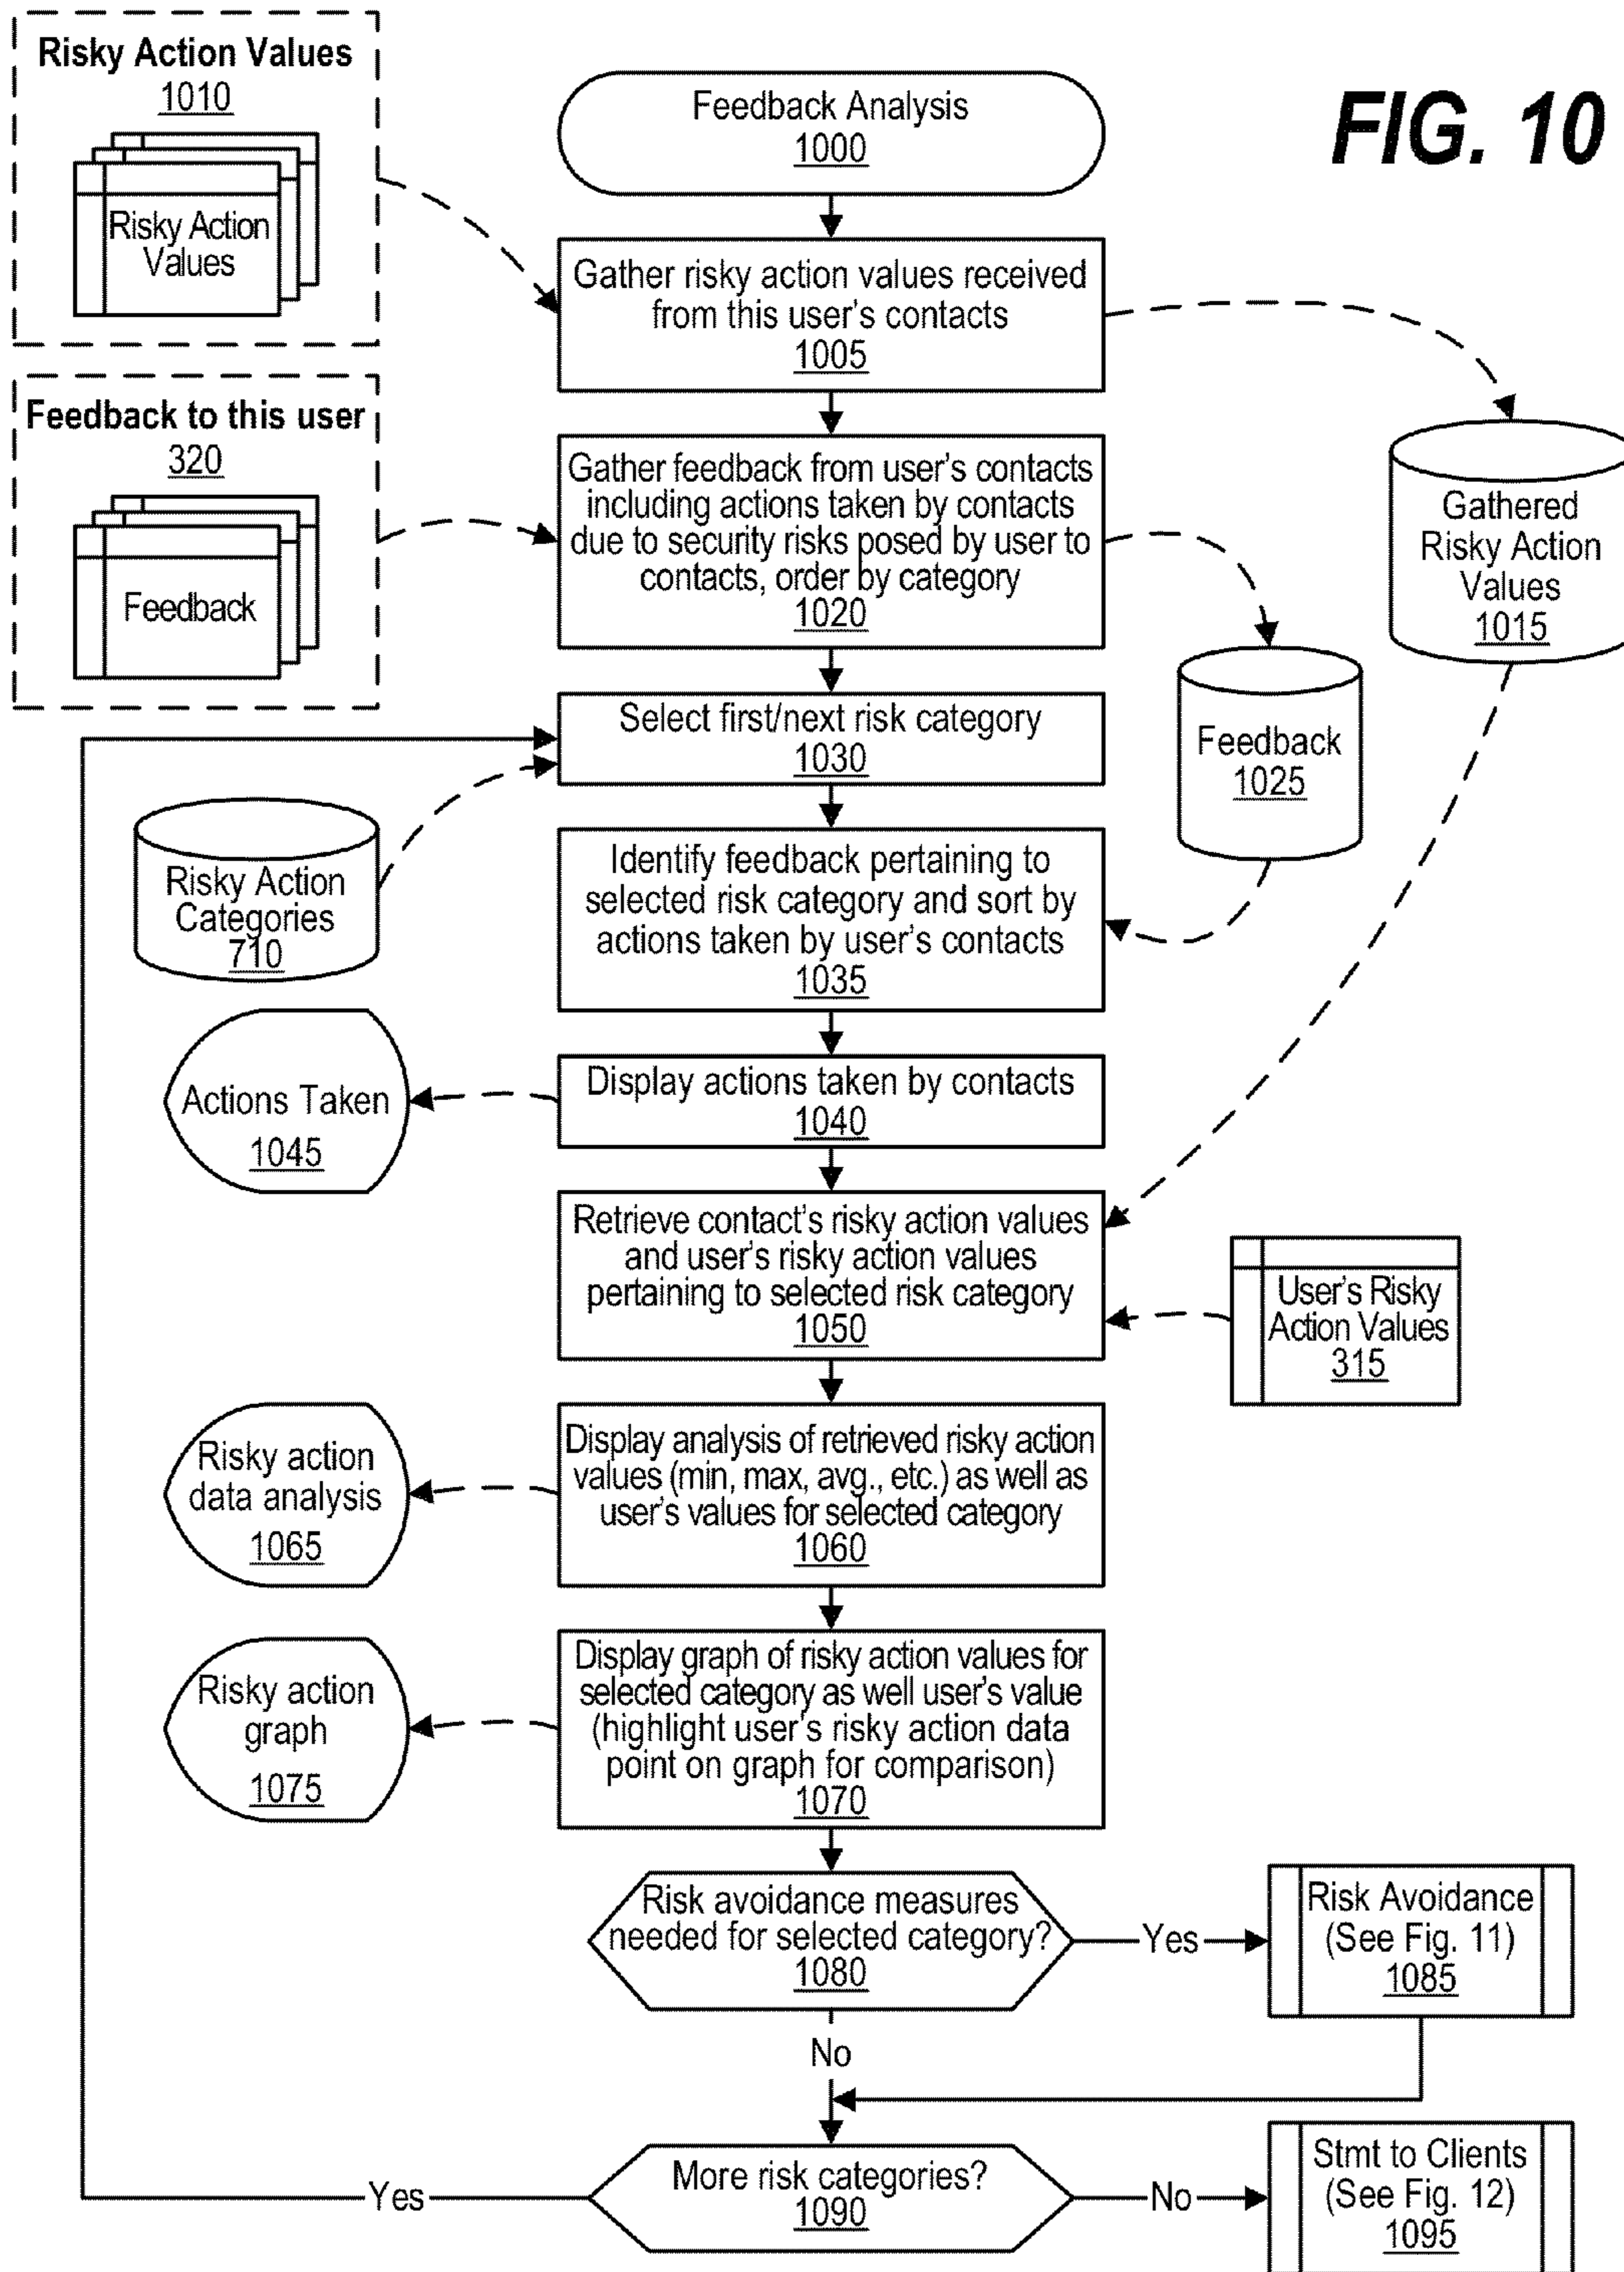 Risky Action Values
1010
Risky Action
Values
Feedback Analysis
1000
FIG. 10
Gather risky action values received
from this user's contacts
1005
Feedback to this user
320
Feedback
Gather feedback from user's contacts
including actions taken by contacts
due to security risks posed by user to
contacts, order by category
1020
Gathered
Risky Action
Values
1015
Select first/next risk category
1030
Feedback
1025
Risky Action
Categories
710
Identify feedback pertaining to
selected risk category and sort by
actions taken by user's contacts
1035
Actions Taken
1045
Display actions taken by contacts
1040
Retrieve contact's risky action values
and user's risky action values
pertaining to selected risk category
1050
User's Risky
Action Values
315
Risky action
data analysis
1065
Display analysis of retrieved risky action
values (min, max, avg., etc.) as well as
user's values for selected category
1060
Risky action
graph
1075
Display graph of risky action values for
selected category as well user's value
(highlight user's risky action data
point on graph for comparison)
1070
Risk avoidance measures
needed for selected category?
1080
Yes
Risk Avoidance
(See Fig. 11)
1085
No
More risk categories?
1090
Yes
No
Stmt to Clients
(See Fig. 12)
1095